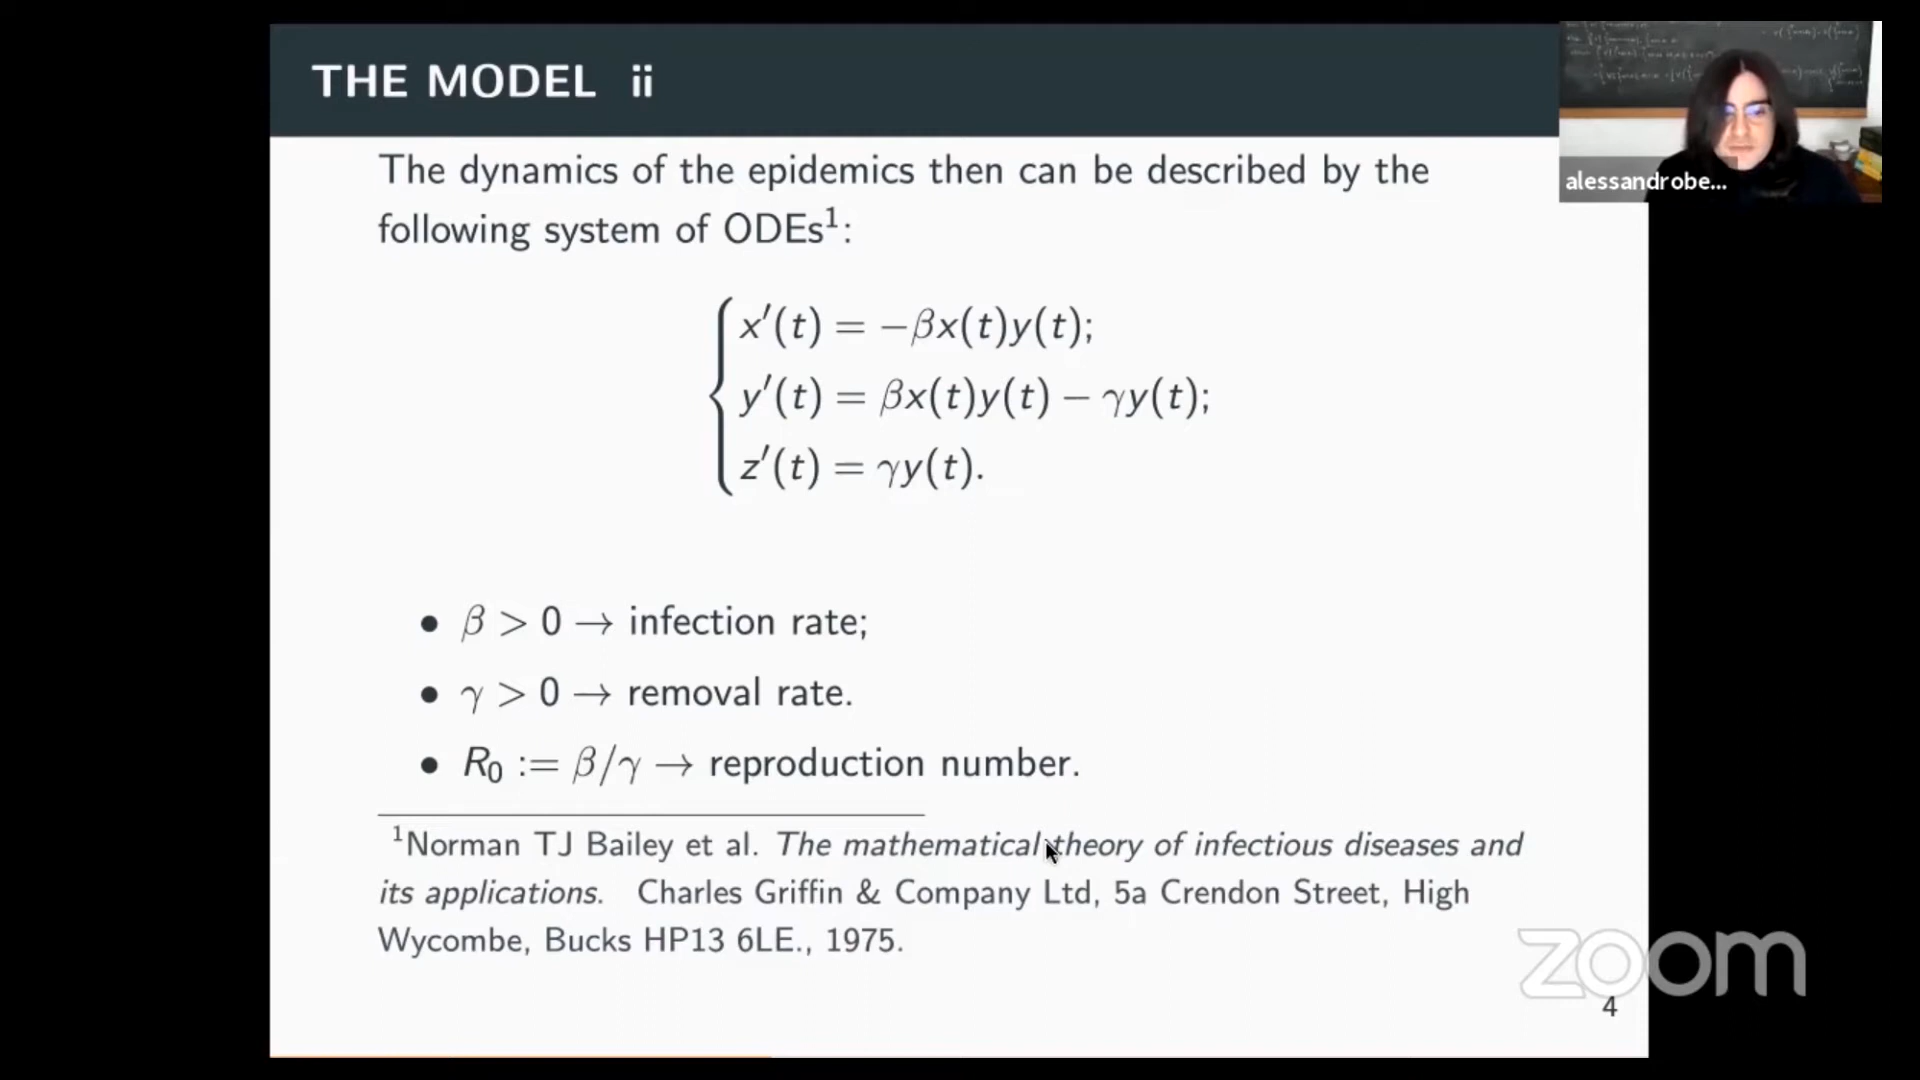 THE MODEL ii
alessandrobe...
The dynamics of the epidemics then can be described by the
following system of ODEs¹:
x′(t) = −βx(t)y(t);
y′(t) = βx(t)y(t) − γy(t);
z′(t) = γy(t).
• β > 0 → infection rate;
• γ > 0 → removal rate.
• R₀ := β/γ → reproduction number.
¹Norman TJ Bailey et al. The mathematical theory of infectious diseases and
its applications. Charles Griffin & Company Ltd, 5a Crendon Street, High
Wycombe, Bucks HP13 6LE., 1975.
zoom
4